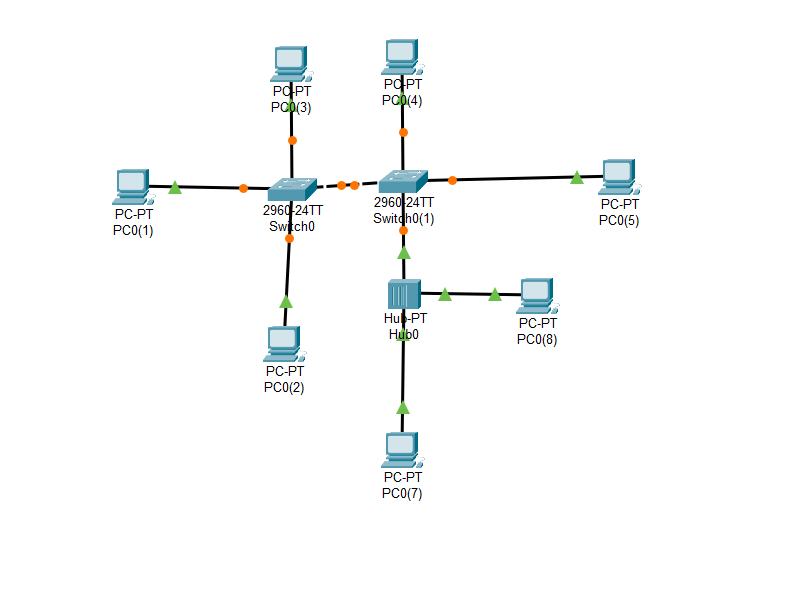 PC-PT
PC0(3)
PC-PT
PC0(4)
PC-PT
PC0(1)
2960-24TT
Switch0
2960-24TT
Switch0(1)
PC-PT
PC0(5)
Hub-PT
Hub0
PC-PT
PC0(8)
PC-PT
PC0(2)
PC-PT
PC0(7)